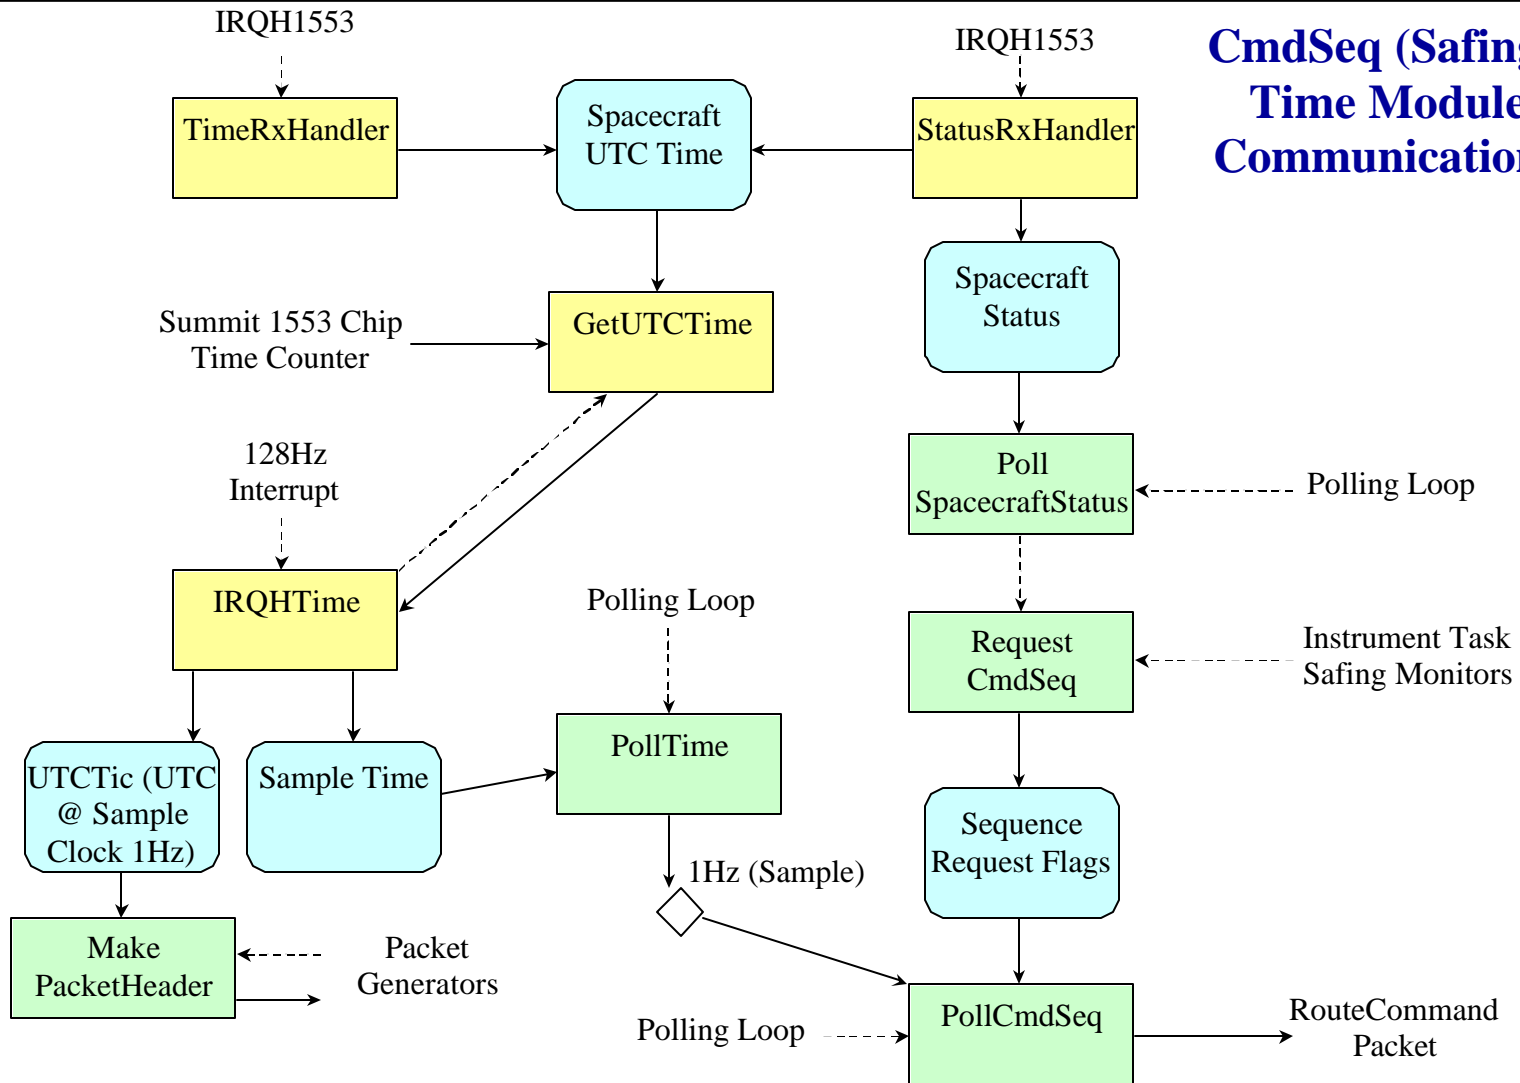 IRQH1553
IRQH1553
CmdSeq (Safing
Time Module
Communication
TimeRxHandler
Spacecraft
UTC Time
StatusRxHandler
Spacecraft
Status
Summit 1553 Chip
Time Counter
GetUTCTime
128Hz
Interrupt
Poll
SpacecraftStatus
Polling Loop
IRQHTime
Polling Loop
Request
CmdSeq
Instrument Task
Safing Monitors
UTCTic (UTC
@ Sample
Clock 1Hz)
Sample Time
PollTime
Sequence
Request Flags
1Hz (Sample)
Make
PacketHeader
Packet
Generators
Polling Loop
PollCmdSeq
RouteCommand
Packet